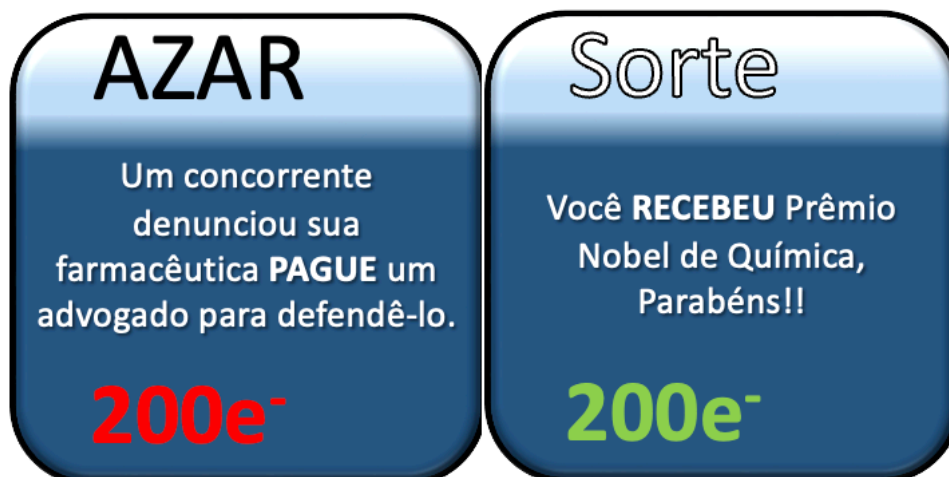 AZAR
Um concorrente
denunciou sua
farmacêutica PAGUE um
advogado para defendê-lo.
200e⁻
Sorte
Você RECEBEU Prêmio
Nobel de Química,
Parabéns!!
200e⁻